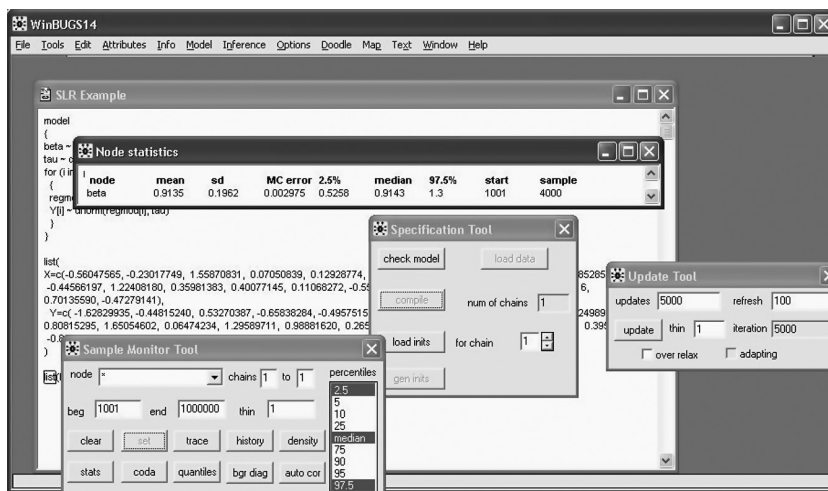 WinBUGS14
File Tools Edit Attributes Info Model Inference Options Doodle Map Text Window Help
SLR Example
model
{
beta ~
tau ~
for (i in
{
Node statistics
node mean sd MC error 2.5% median 97.5% start sample
beta 0.9135 0.1962 0.002975 0.5258 0.9143 1.3 1001 4000
Y[i] ~ dnorm(regmod[i],tau)
}
}
list(
X=c(-0.56047565, -0.23017749, 1.55870831, 0.07050839, 0.12928774,
-0.44566197, 1.22408180, 0.35981383, 0.40077145, 0.11068272,
0.70135590, -0.47279141),
Y=c( -1.62829935, -0.44815240, 0.53270387, -0.65838284, -0.4957515
0.80815295, 1.65054602, 0.06474234, 1.29589711, 0.98881620, 0.265
)
Specification Tool
check model load data
compile num of chains 1
load inits for chain 1
gen inits
Update Tool
updates 5000 refresh 100
update thin 1 iteration 5000
over relax adapting
Sample Monitor Tool
node * chains 1 to 1 percentiles
beg 1001 end 1000000 thin 1
clear set trace history density
stats coda quantiles bgr diag auto cor
2.5
5
10
25
median
75
90
95
97.5